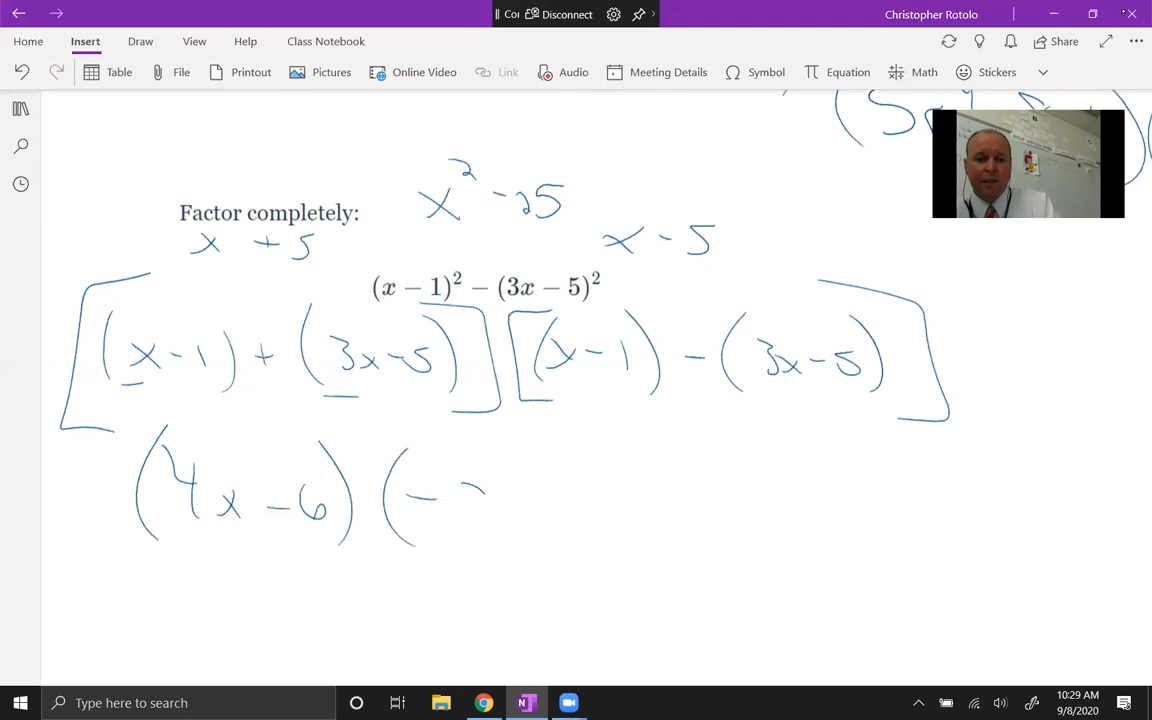 Cor Disconnect
Christopher Rotolo
Home Insert Draw View Help Class Notebook
Share
Table File Printout Pictures Online Video Link Audio Meeting Details Symbol Equation Math Stickers
x² - 25
Factor completely:
x + 5 x - 5
(x − 1)² − (3x − 5)²
[(x - 1) + (3x - 5)] [(x - 1) - (3x - 5)]
(4x - 6) (-
Type here to search
10:29 AM
9/8/2020